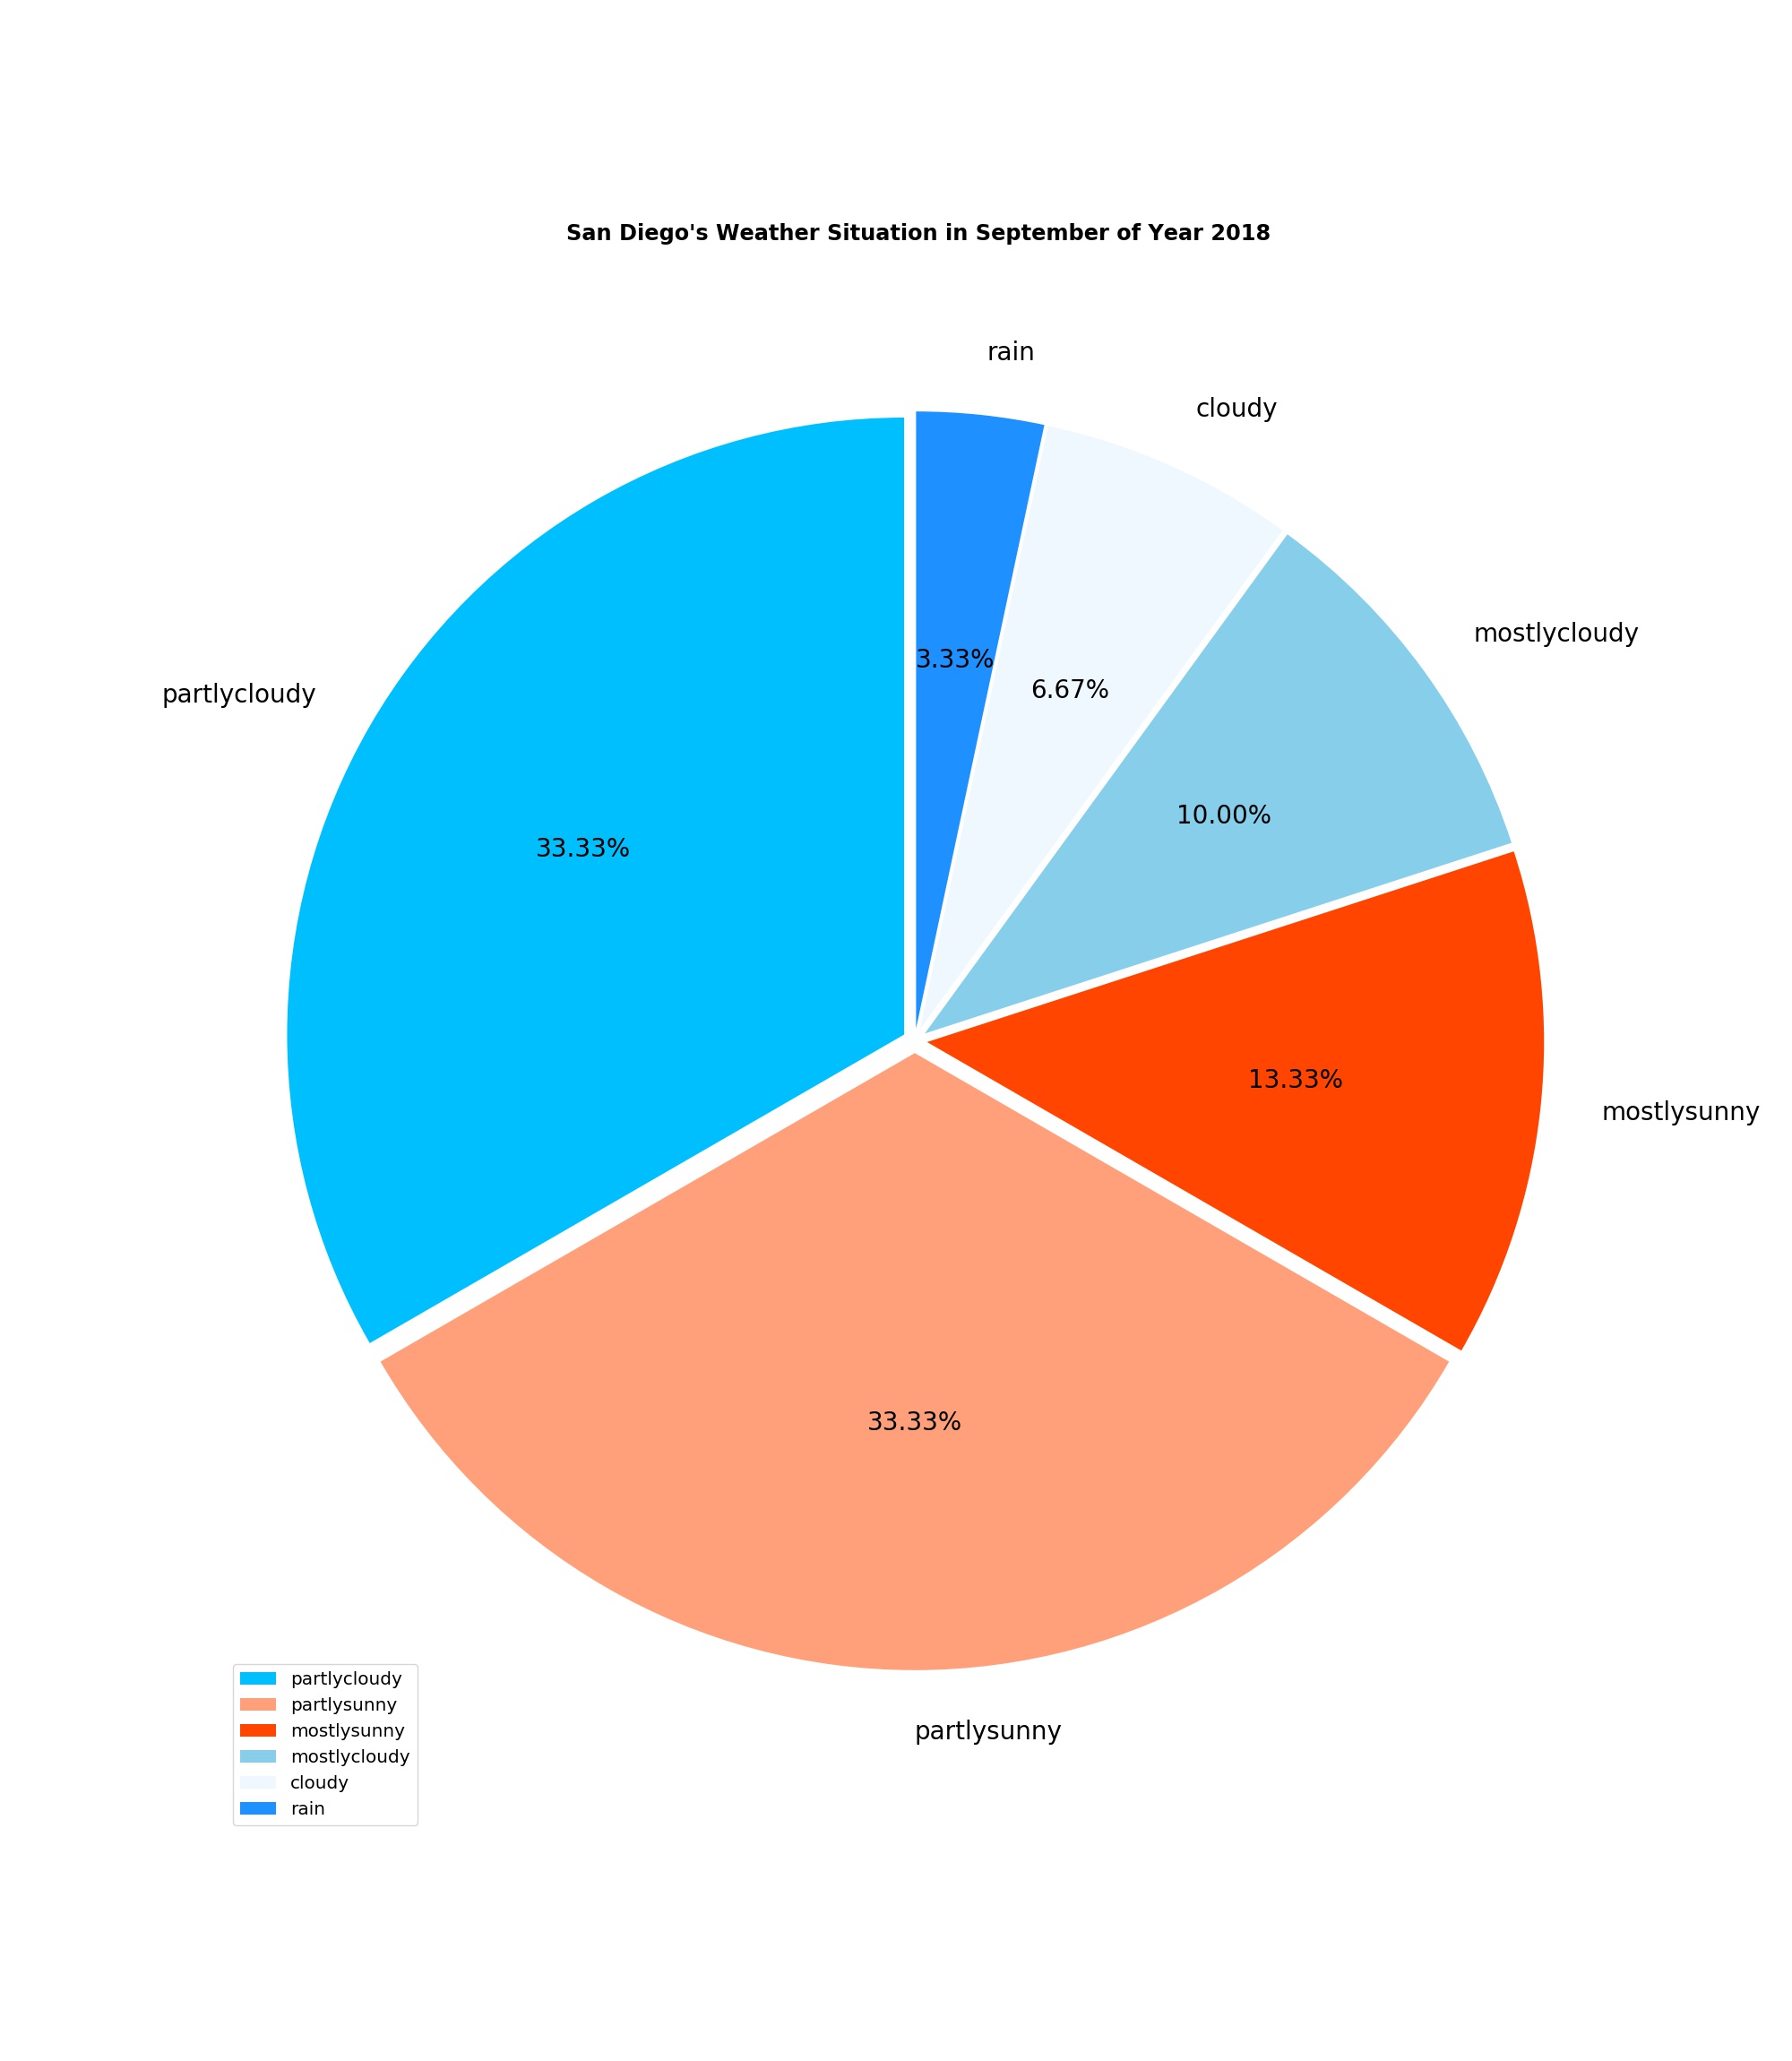 San Diego's Weather Situation in September of Year 2018
rain
cloudy
mostlycloudy
partlycloudy
3.33%
6.67%
10.00%
33.33%
13.33%
mostlysunny
33.33%
partlysunny
partlycloudy
partlysunny
mostlysunny
mostlycloudy
cloudy
rain